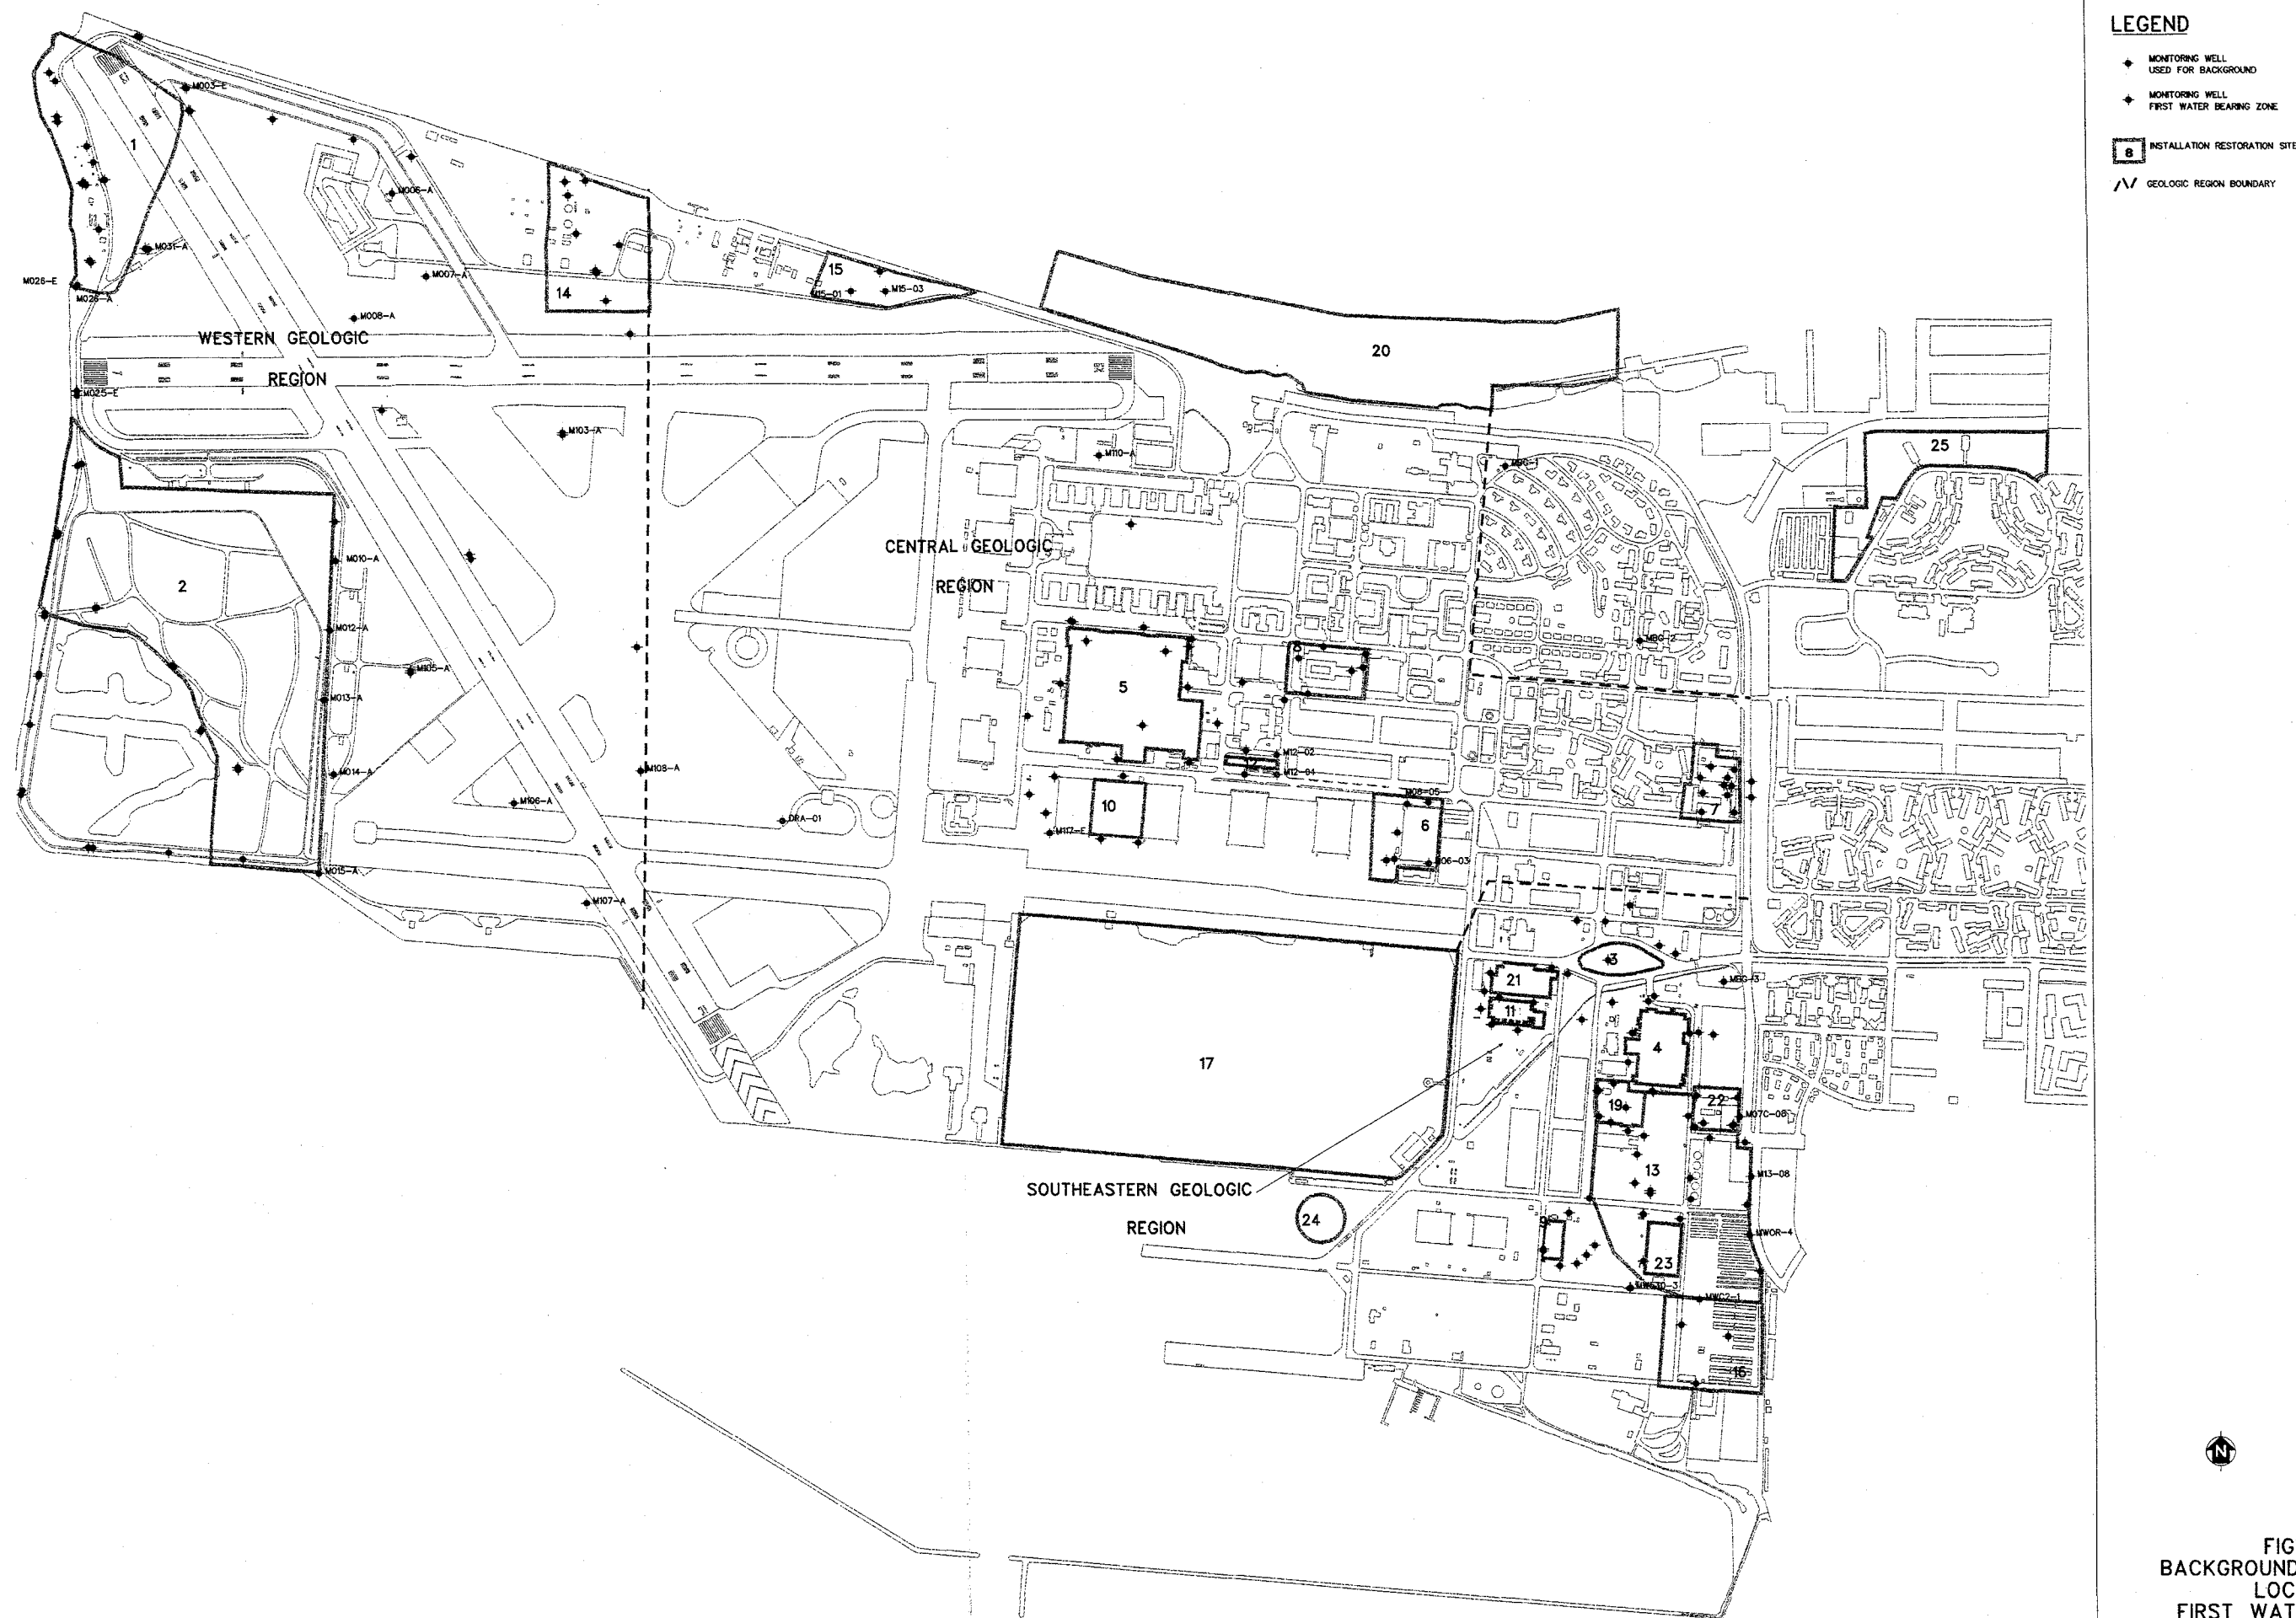 LEGEND
MONITORING WELL
USED FOR BACKGROUND
MONITORING WELL
FIRST WATER BEARING ZONE
8
INSTALLATION RESTORATION SITE
GEOLOGIC REGION BOUNDARY
M003-E
1
M006-A
M031-A
M007-A
M026-E
M026-A
14
15
M15-01
M15-03
M008-A
WESTERN GEOLOGIC
REGION
20
M025-E
M103-A
M110-A
MBG-1
25
CENTRAL GEOLOGIC
REGION
M010-A
2
M012-A
MBG-2
8
M105-A
5
M013-A
M12-02
12
M12-04
M014-A
M108-A
M106-A
DRA-01
10
M117-E
M08-05
6
M06-03
7
M015-A
M107-A
3
21
MBG-3
11
4
17
19
22
M07C-08
13
M13-08
SOUTHEASTERN GEOLOGIC
REGION
24
9
MWOR-4
23
MWC2-1
16
N
FIG
BACKGROUND
LOC
FIRST WAT